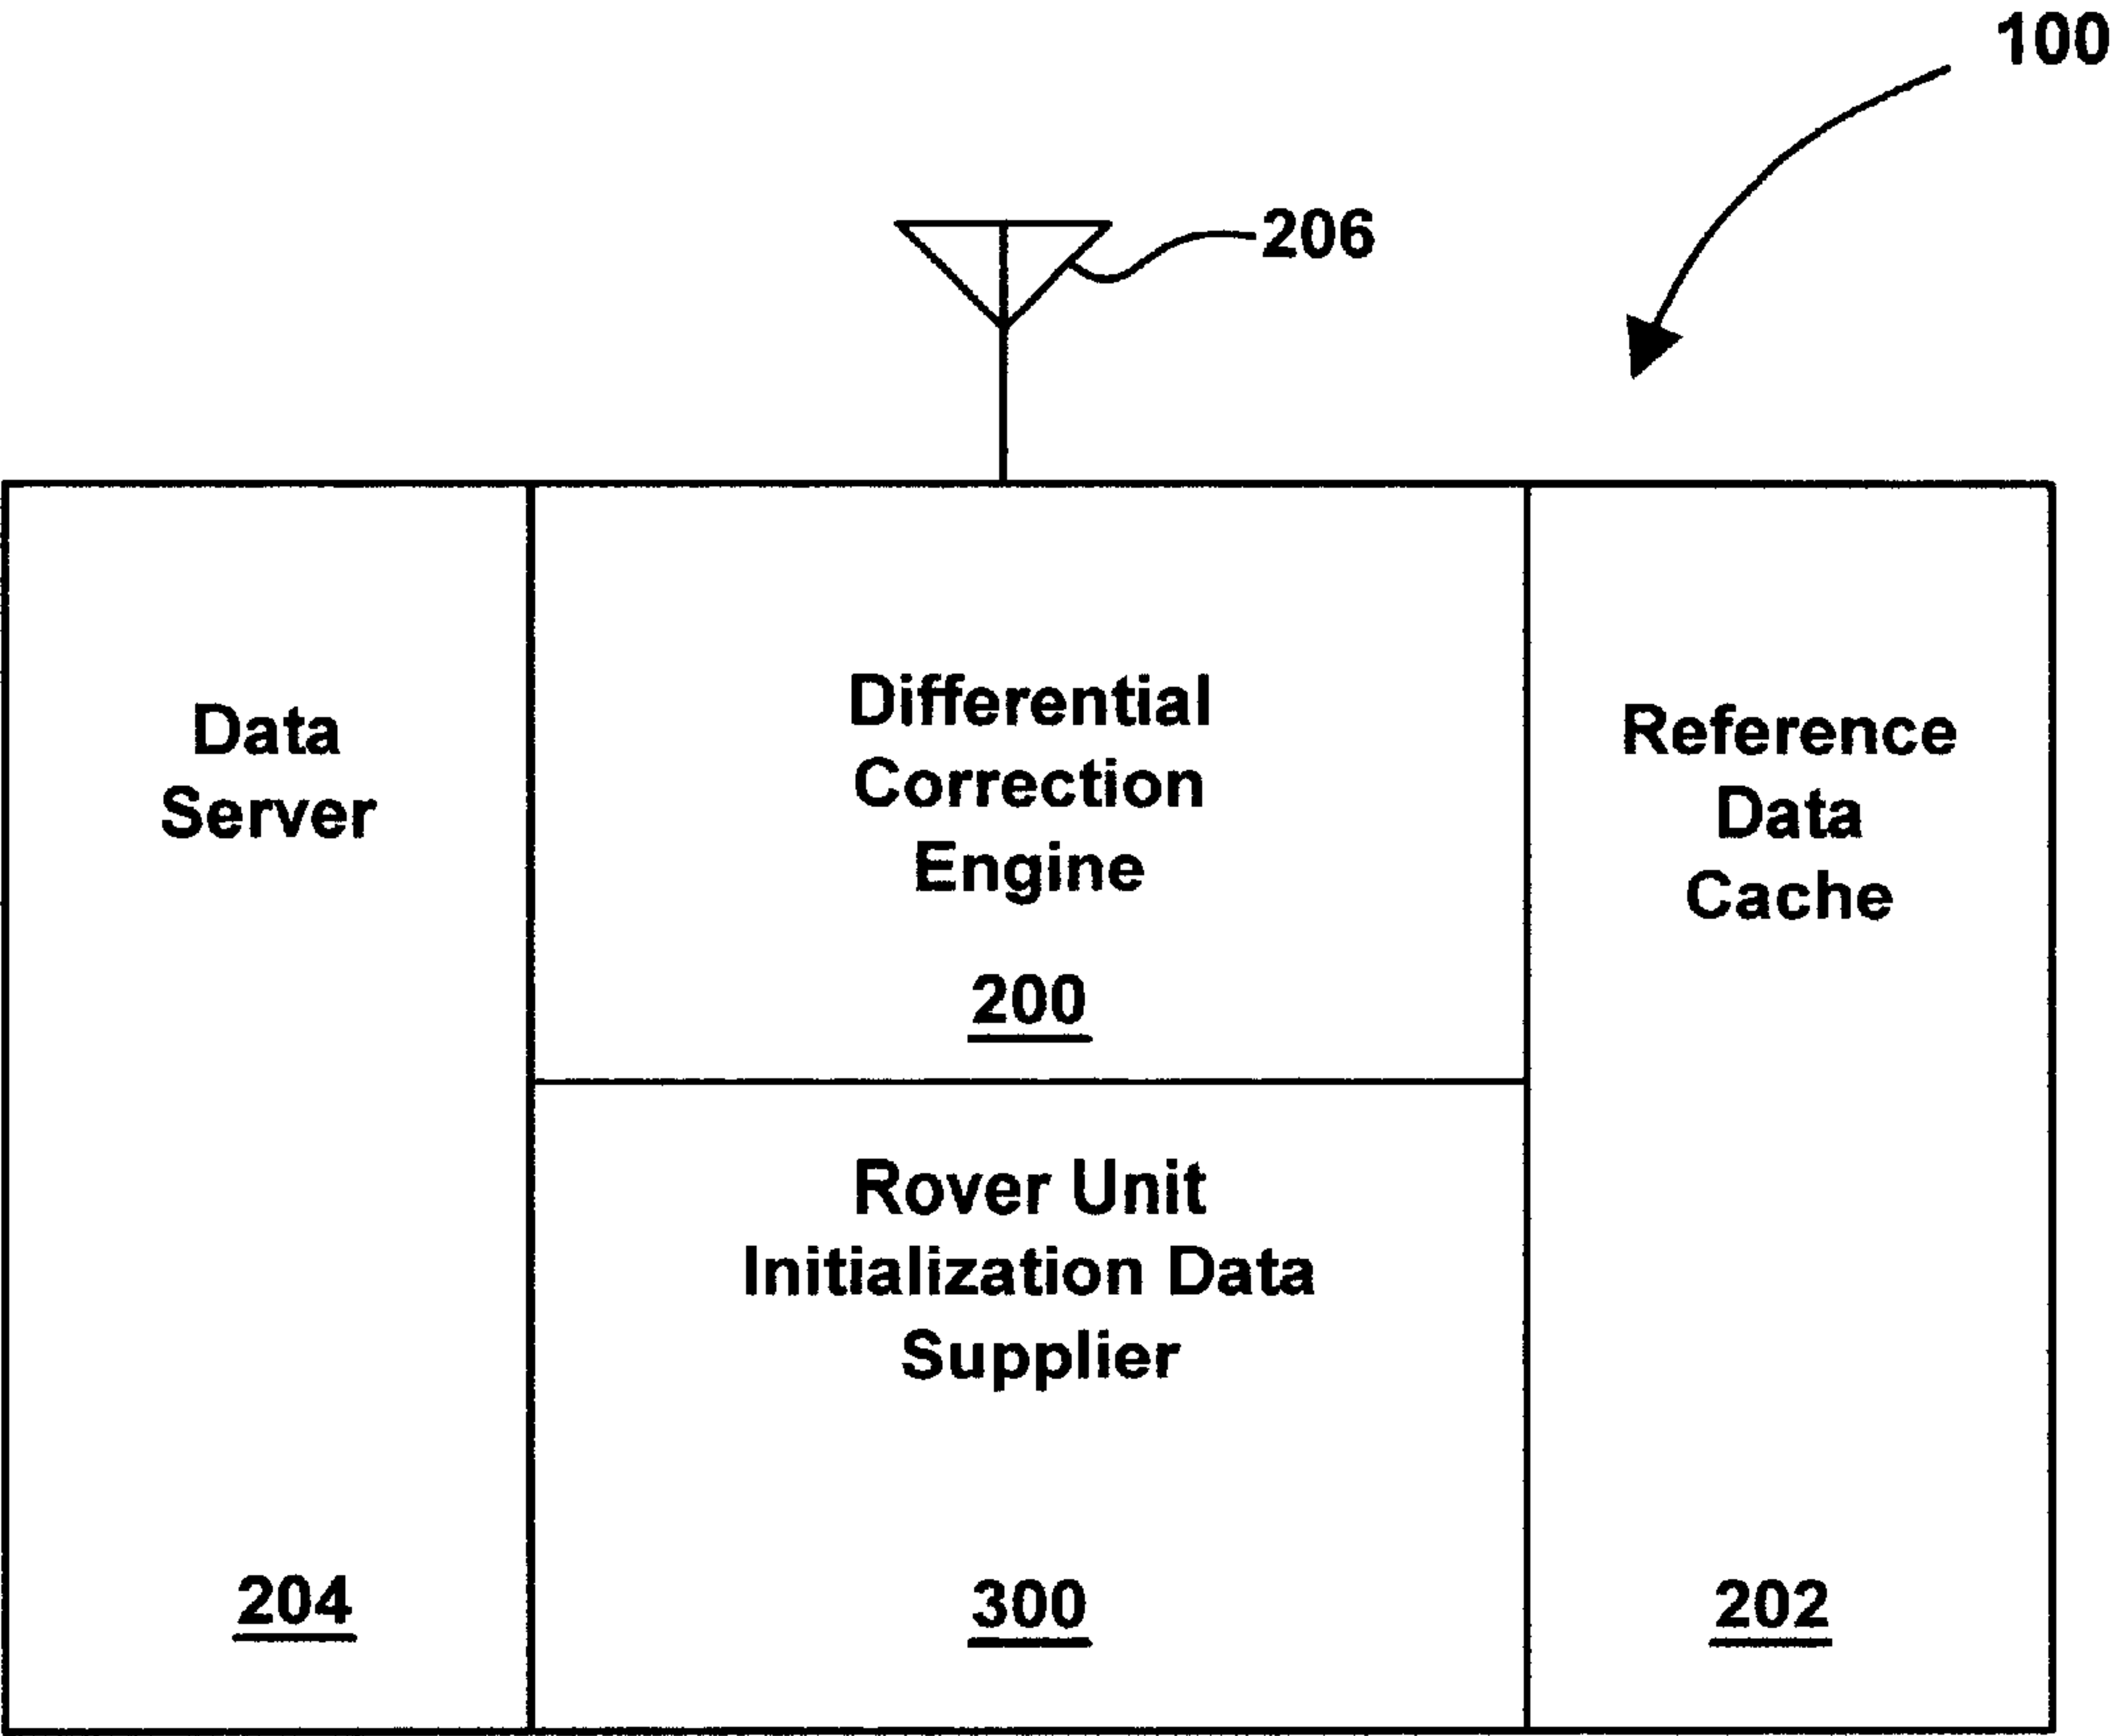 100
206
Data
Server
204
Differential
Correction
Engine
200
Rover Unit
Initialization Data
Supplier
300
Reference
Data
Cache
202